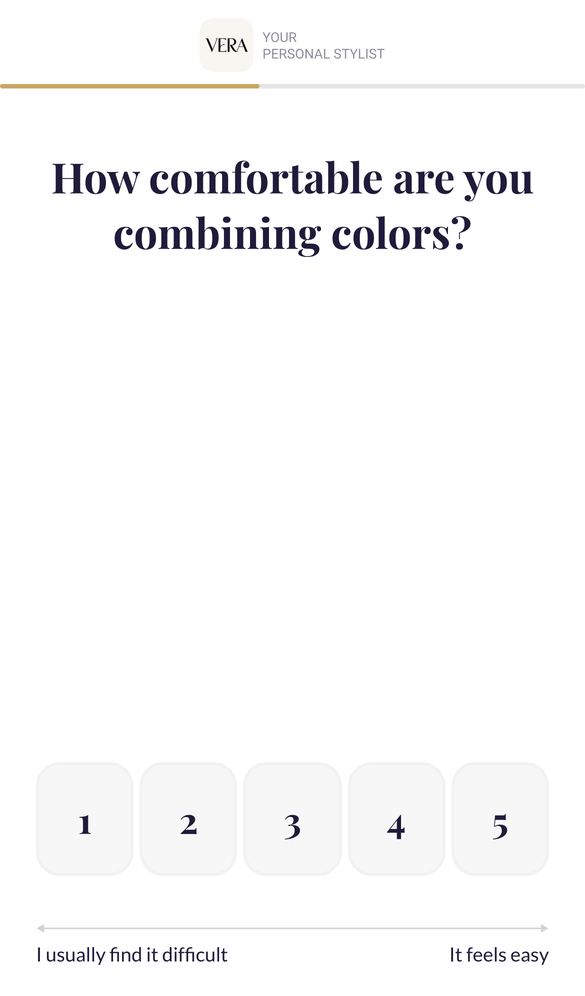 VERA
YOUR
PERSONAL STYLIST
How comfortable are you
combining colors?
1 2 3 4 5
I usually find it difficult It feels easy